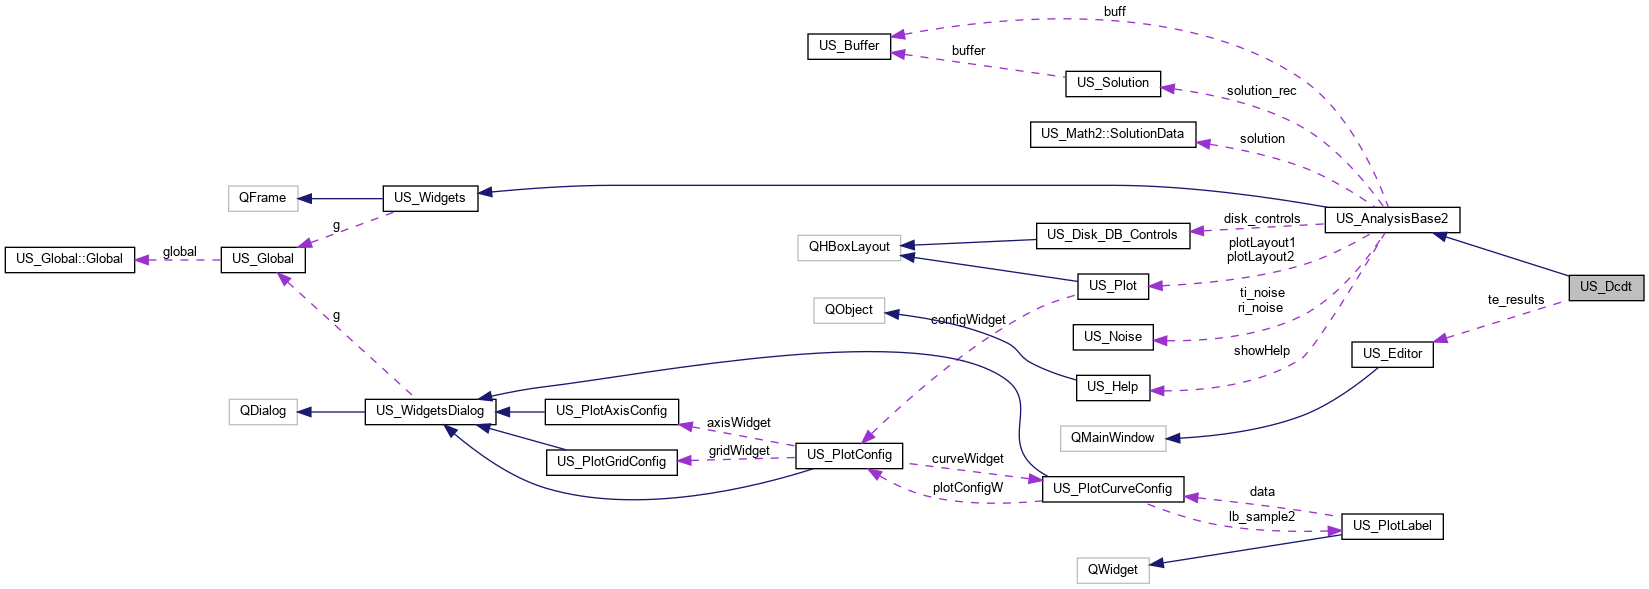 buff
US_Buffer
buffer
US_Solution
solution_rec
US_Math2::SolutionData
solution
QFrame
US_Widgets
US_AnalysisBase2
disk_controls
g
US_Disk_DB_Controls
QHBoxLayout
plotLayout1
plotLayout2
global
US_Global::Global
US_Global
US_Plot
US_Dcdt
ti_noise
ri_noise
te_results
QObject
g
configWidget
US_Noise
showHelp
US_Editor
US_Help
QDialog
US_WidgetsDialog
US_PlotAxisConfig
axisWidget
QMainWindow
gridWidget
US_PlotConfig
US_PlotGridConfig
curveWidget
plotConfigW
US_PlotCurveConfig
data
lb_sample2
US_PlotLabel
QWidget